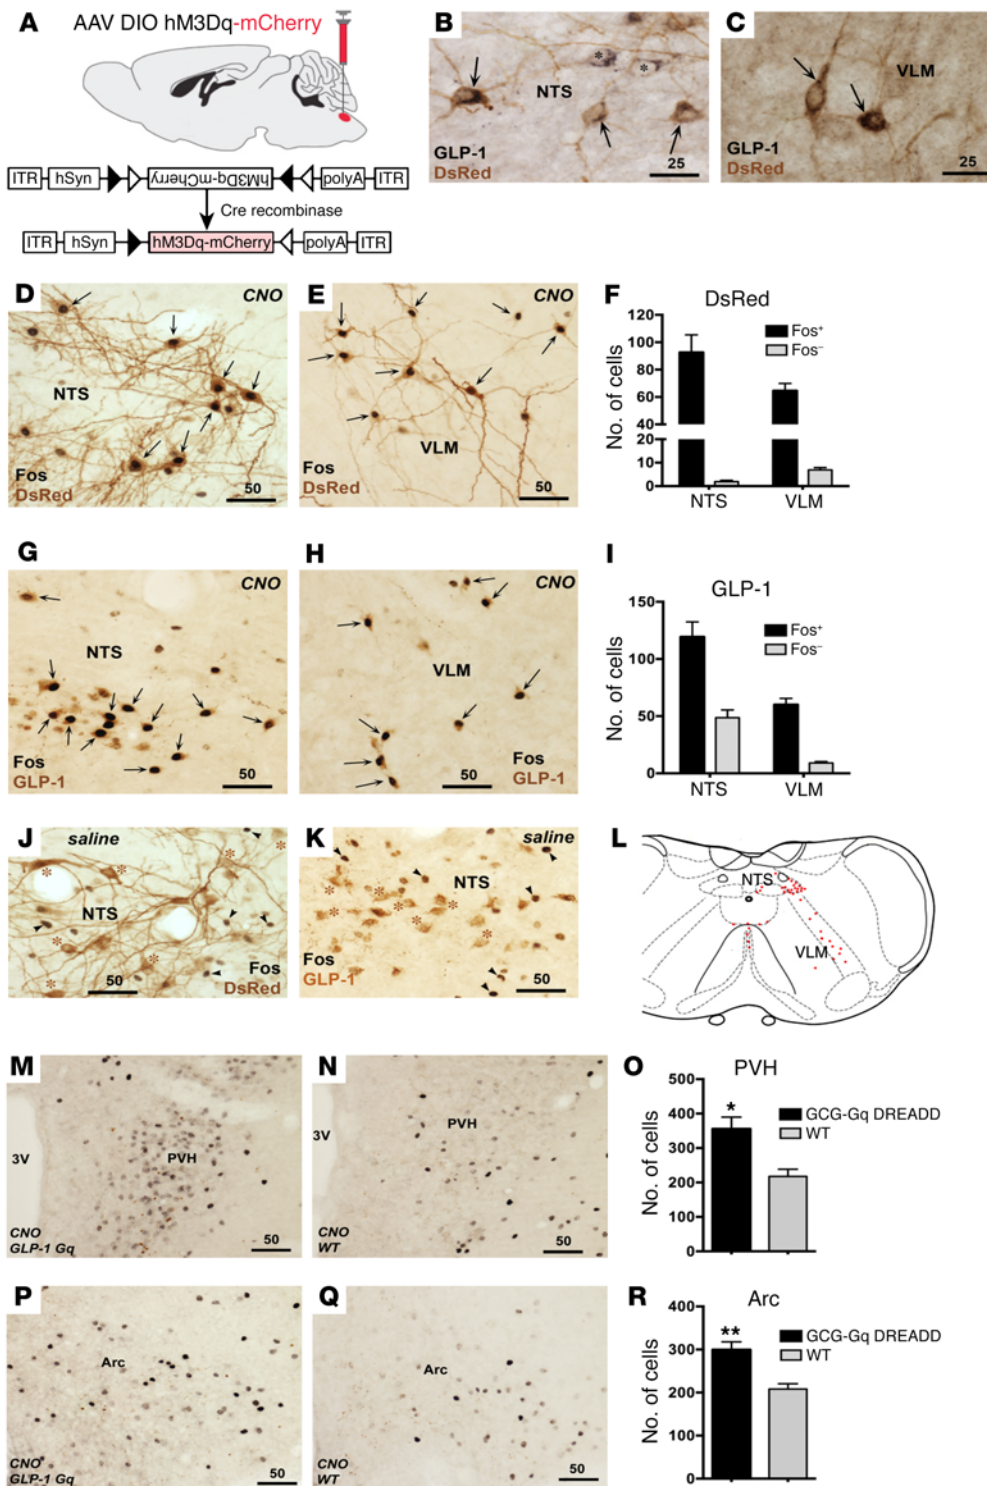 A
AAV DIO hM3Dq-mCherry
ITR hSyn hM3Dq-mCherry polyA ITR
Cre recombinase
ITR hSyn hM3Dq-mCherry polyA ITR
B
NTS
*
*
GLP-1
DsRed
25
C
VLM
GLP-1
DsRed
25
D
CNO
NTS
Fos
DsRed
50
E
CNO
VLM
Fos
DsRed
50
F
DsRed
No. of cells
120
100
80
60
40
20
10
0
Fos+
Fos−
NTS
VLM
G
CNO
NTS
Fos
GLP-1
50
H
CNO
VLM
Fos
GLP-1
50
I
GLP-1
No. of cells
150
100
50
0
Fos+
Fos−
NTS
VLM
J
saline
NTS
Fos
DsRed
50
K
saline
NTS
Fos
GLP-1
50
L
NTS
VLM
M
3V
PVH
CNO
GLP-1 Gq
50
N
3V
PVH
CNO
WT
50
O
PVH
No. of cells
500
400
300
200
100
0
*
GCG-Gq DREADD
WT
P
Arc
CNO
GLP-1 Gq
50
Q
Arc
CNO
WT
50
R
Arc
No. of cells
400
300
200
100
0
**
GCG-Gq DREADD
WT